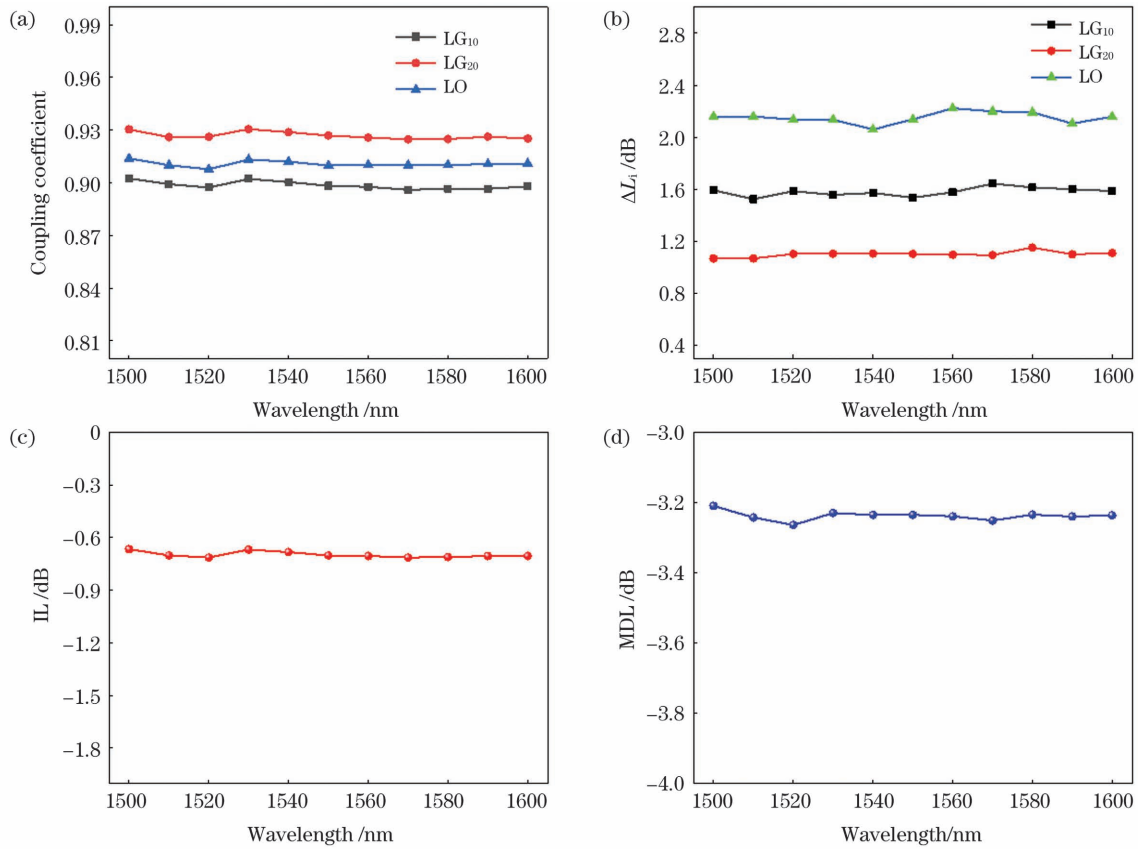 (a)
0.99
0.96
0.93
0.90
0.87
0.84
0.81
Coupling coefficient
LG₁₀
LG₂₀
LO
1500 1520 1540 1560 1580 1600
Wavelength /nm
(b)
2.8
2.4
2.0
1.6
1.2
0.8
0.4
ΔLᵢ /dB
LG₁₀
LG₂₀
LO
1500 1520 1540 1560 1580 1600
Wavelength /nm
(c)
0
−0.3
−0.6
−0.9
−1.2
−1.5
−1.8
IL /dB
1500 1520 1540 1560 1580 1600
Wavelength /nm
(d)
−3.0
−3.2
−3.4
−3.6
−3.8
−4.0
MDL /dB
1500 1520 1540 1560 1580 1600
Wavelength/nm